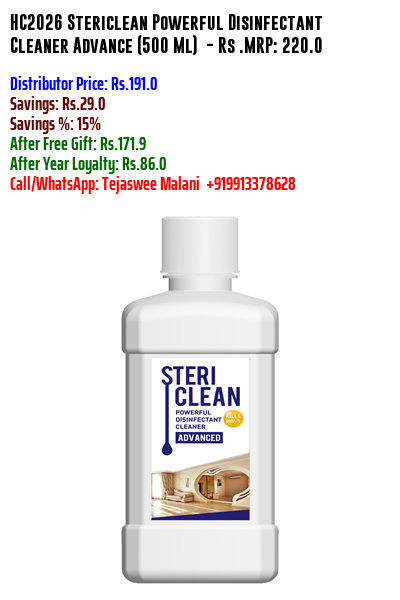 HC2026 Stericlean Powerful Disinfectant
Cleaner Advance (500 Ml) - Rs .MRP: 220.0
Distributor Price: Rs.191.0
Savings: Rs.29.0
Savings %: 15%
After Free Gift: Rs.171.9
After Year Loyalty: Rs.86.0
Call/WhatsApp: Tejaswee Malani +919913378628
STERI
CLEAN
POWERFUL
DISINFECTANT
CLEANER
ADVANCED